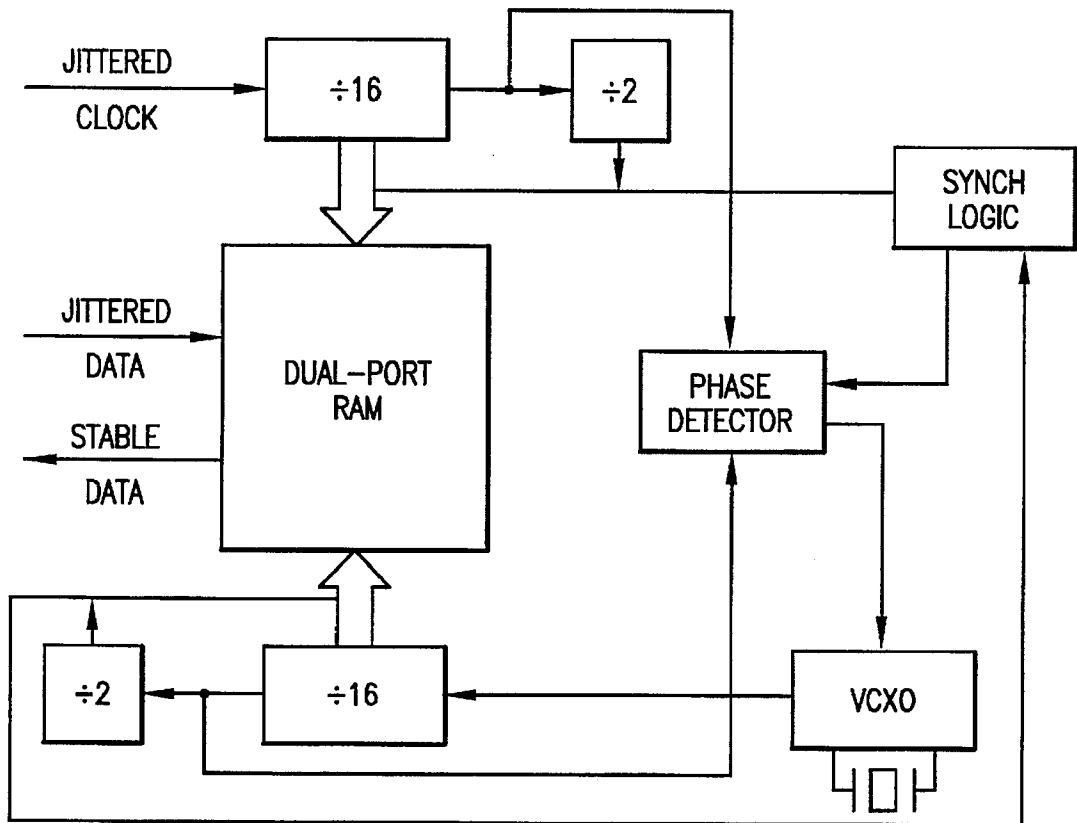 JITTERED
CLOCK
÷16
÷2
SYNCH
LOGIC
JITTERED
DATA
STABLE
DATA
DUAL-PORT
RAM
PHASE
DETECTOR
÷2
÷16
VCXO